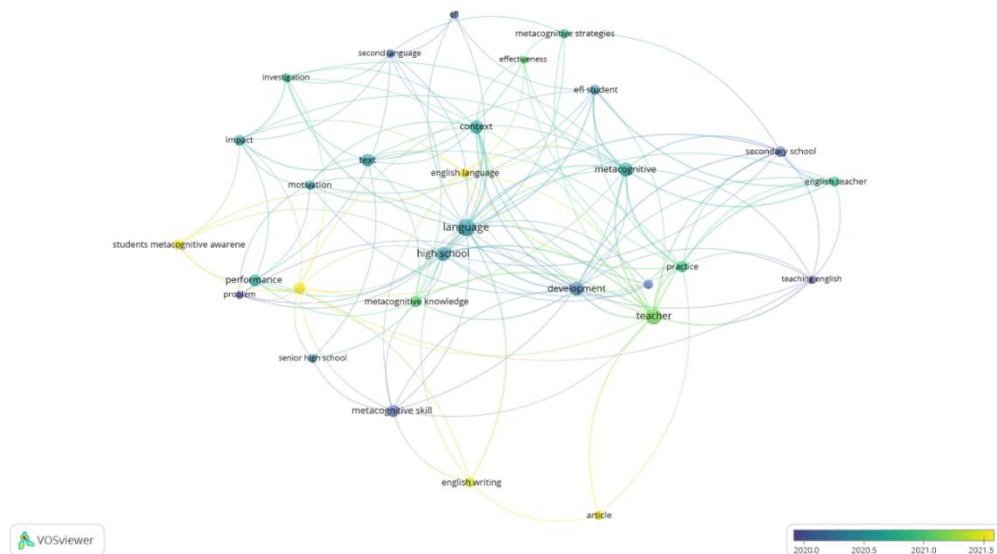 efl
metacognitive strategies
second language
effectiveness
investigation
efl student
context
impact
secondary school
text
metacognitive
english language
english teacher
motivation
language
students metacognitive awarene
high school
practice
performance
teaching english
development
problem
metacognitive knowledge
teacher
senior high school
metacognitive skill
english writing
article
VOSviewer
2020.0 2020.5 2021.0 2021.5